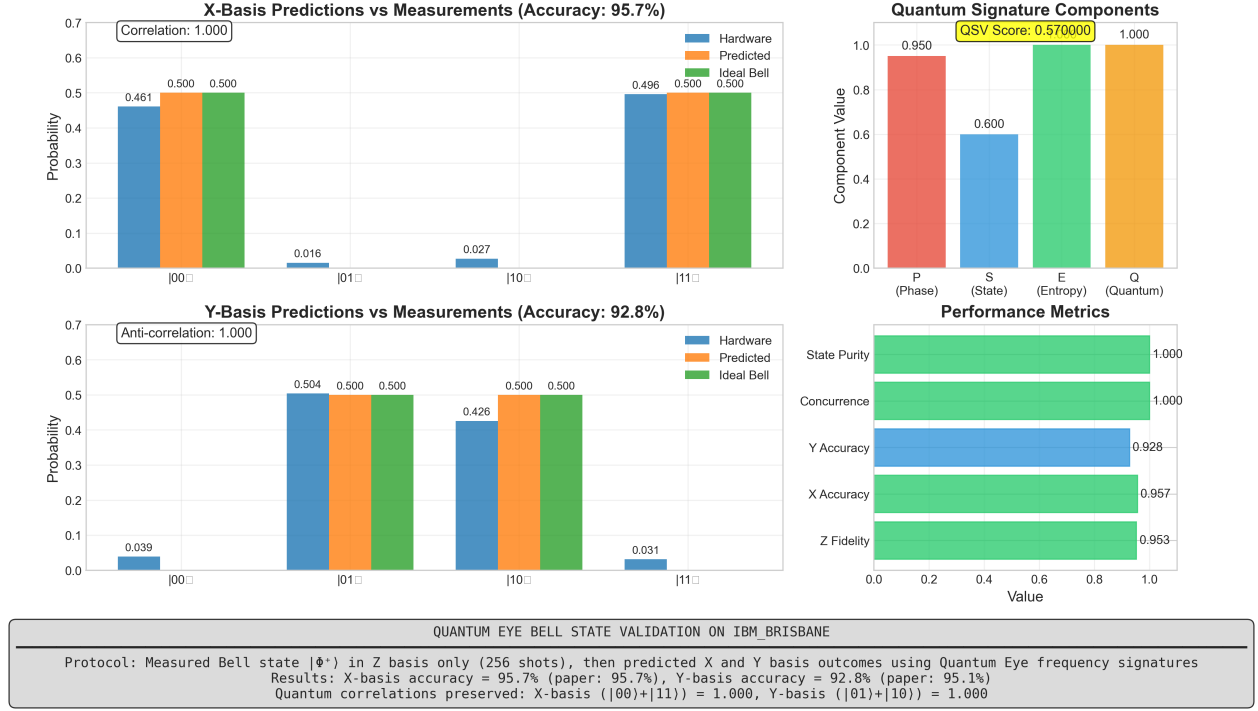 X-Basis Predictions vs Measurements (Accuracy: 95.7%)
Correlation: 1.000
Hardware
Predicted
Ideal Bell
Probability
0.7
0.6
0.5
0.4
0.3
0.2
0.1
0.0
0.461
0.500
0.500
0.016
0.027
0.496
0.500
0.500
|00□
|01□
|10□
|11□
Quantum Signature Components
QSV Score: 0.570000
Component Value
1.0
0.8
0.6
0.4
0.2
0.0
0.950
0.600
1.000
P
(Phase)
S
(State)
E
(Entropy)
Q
(Quantum)
Y-Basis Predictions vs Measurements (Accuracy: 92.8%)
Anti-correlation: 1.000
Hardware
Predicted
Ideal Bell
Probability
0.7
0.6
0.5
0.4
0.3
0.2
0.1
0.0
0.039
0.504
0.500
0.500
0.426
0.500
0.500
0.031
|00□
|01□
|10□
|11□
Performance Metrics
State Purity
1.000
Concurrence
1.000
Y Accuracy
0.928
X Accuracy
0.957
Z Fidelity
0.953
0.0
0.2
0.4
0.6
0.8
1.0
Value
QUANTUM EYE BELL STATE VALIDATION ON IBM_BRISBANE
Protocol: Measured Bell state |Φ⁺⟩ in Z basis only (256 shots), then predicted X and Y basis outcomes using Quantum Eye frequency signatures
Results: X-basis accuracy = 95.7% (paper: 95.7%), Y-basis accuracy = 92.8% (paper: 95.1%)
Quantum correlations preserved: X-basis (|00⟩+|11⟩) = 1.000, Y-basis (|01⟩+|10⟩) = 1.000